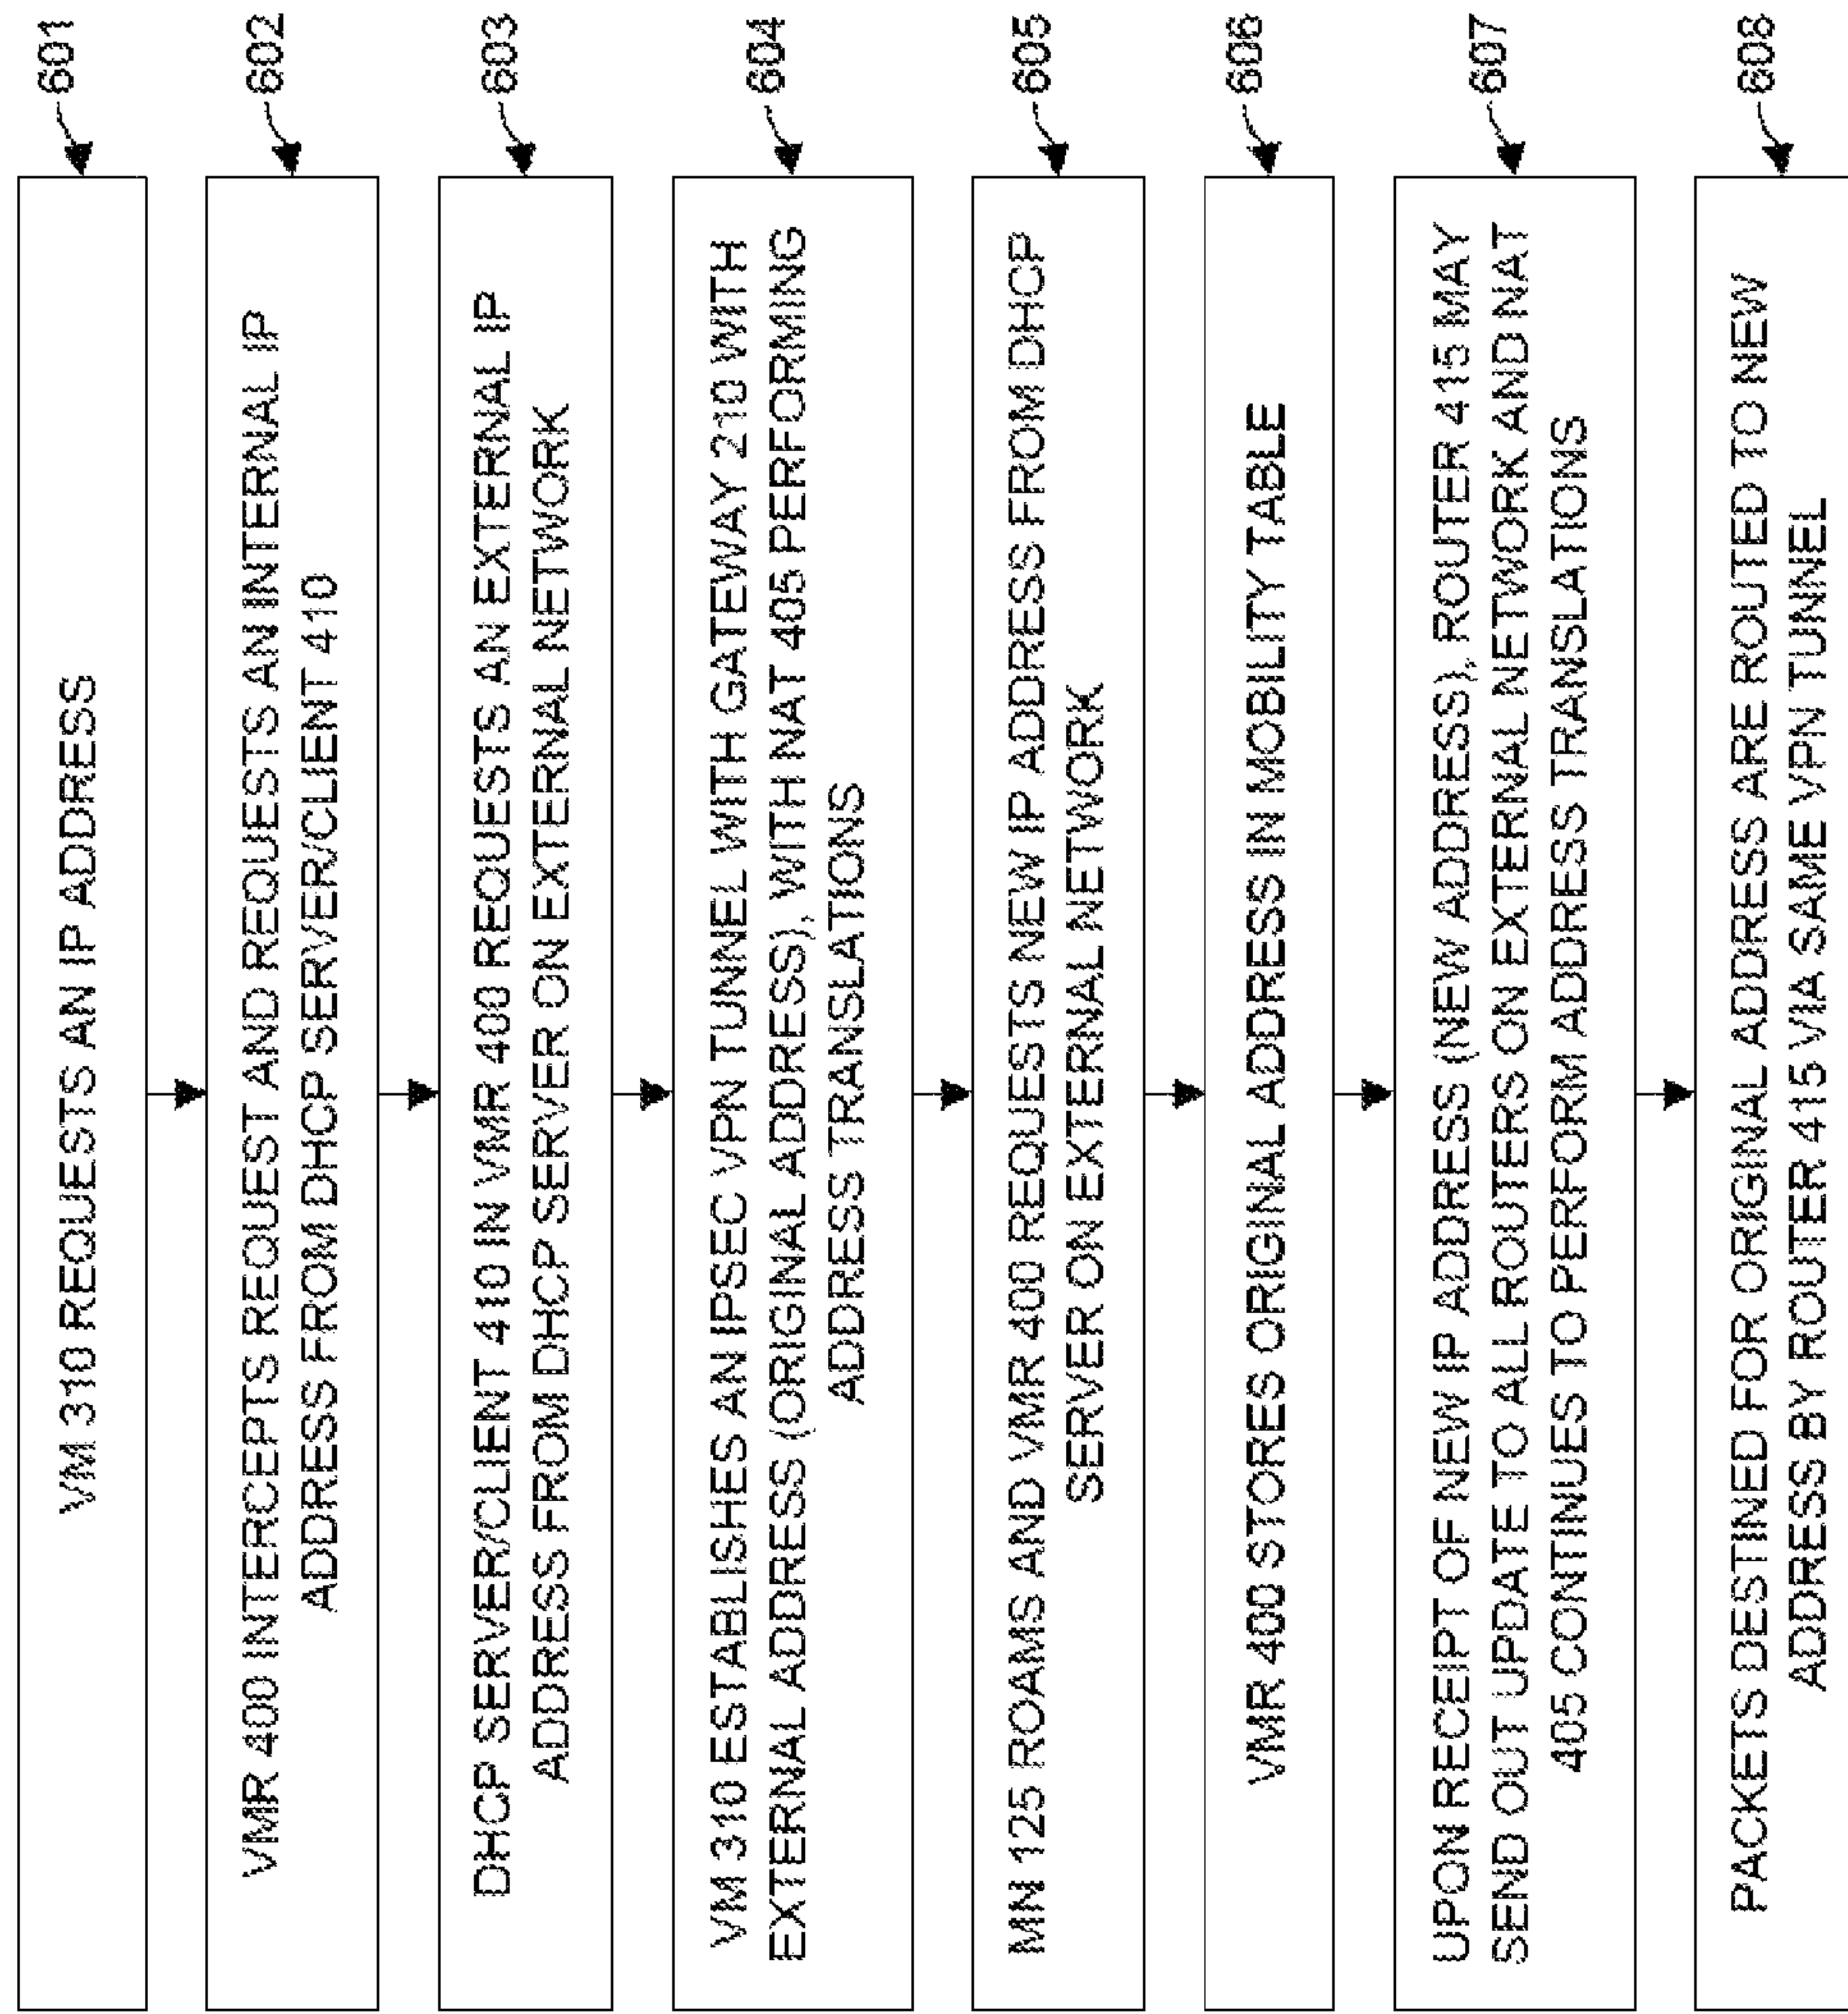 VM 310 REQUESTS AN IP ADDRESS
601
VMR 400 INTERCEPTS REQUEST AND REQUESTS AN INTERNAL IP
ADDRESS FROM DHCP SERVER/CLIENT 410
602
DHCP SERVER/CLIENT 410 IN VMR 400 REQUESTS AN EXTERNAL IP
ADDRESS FROM DHCP SERVER ON EXTERNAL NETWORK
603
VM 310 ESTABLISHES AN IPSEC VPN TUNNEL WITH GATEWAY 210 WITH
EXTERNAL ADDRESS (ORIGINAL ADDRESS), WITH NAT 405 PERFORMING
ADDRESS TRANSLATIONS
604
MN 125 ROAMS AND VMR 400 REQUESTS NEW IP ADDRESS FROM DHCP
SERVER ON EXTERNAL NETWORK
605
VMR 400 STORES ORIGINAL ADDRESS IN MOBILITY TABLE
606
UPON RECEIPT OF NEW IP ADDRESS (NEW ADDRESS), ROUTER 415 MAY
SEND OUT UPDATE TO ALL ROUTERS ON EXTERNAL NETWORK AND NAT
405 CONTINUES TO PERFORM ADDRESS TRANSLATIONS
607
PACKETS DESTINED FOR ORIGINAL ADDRESS ARE ROUTED TO NEW
ADDRESS BY ROUTER 415 VIA SAME VPN TUNNEL
608